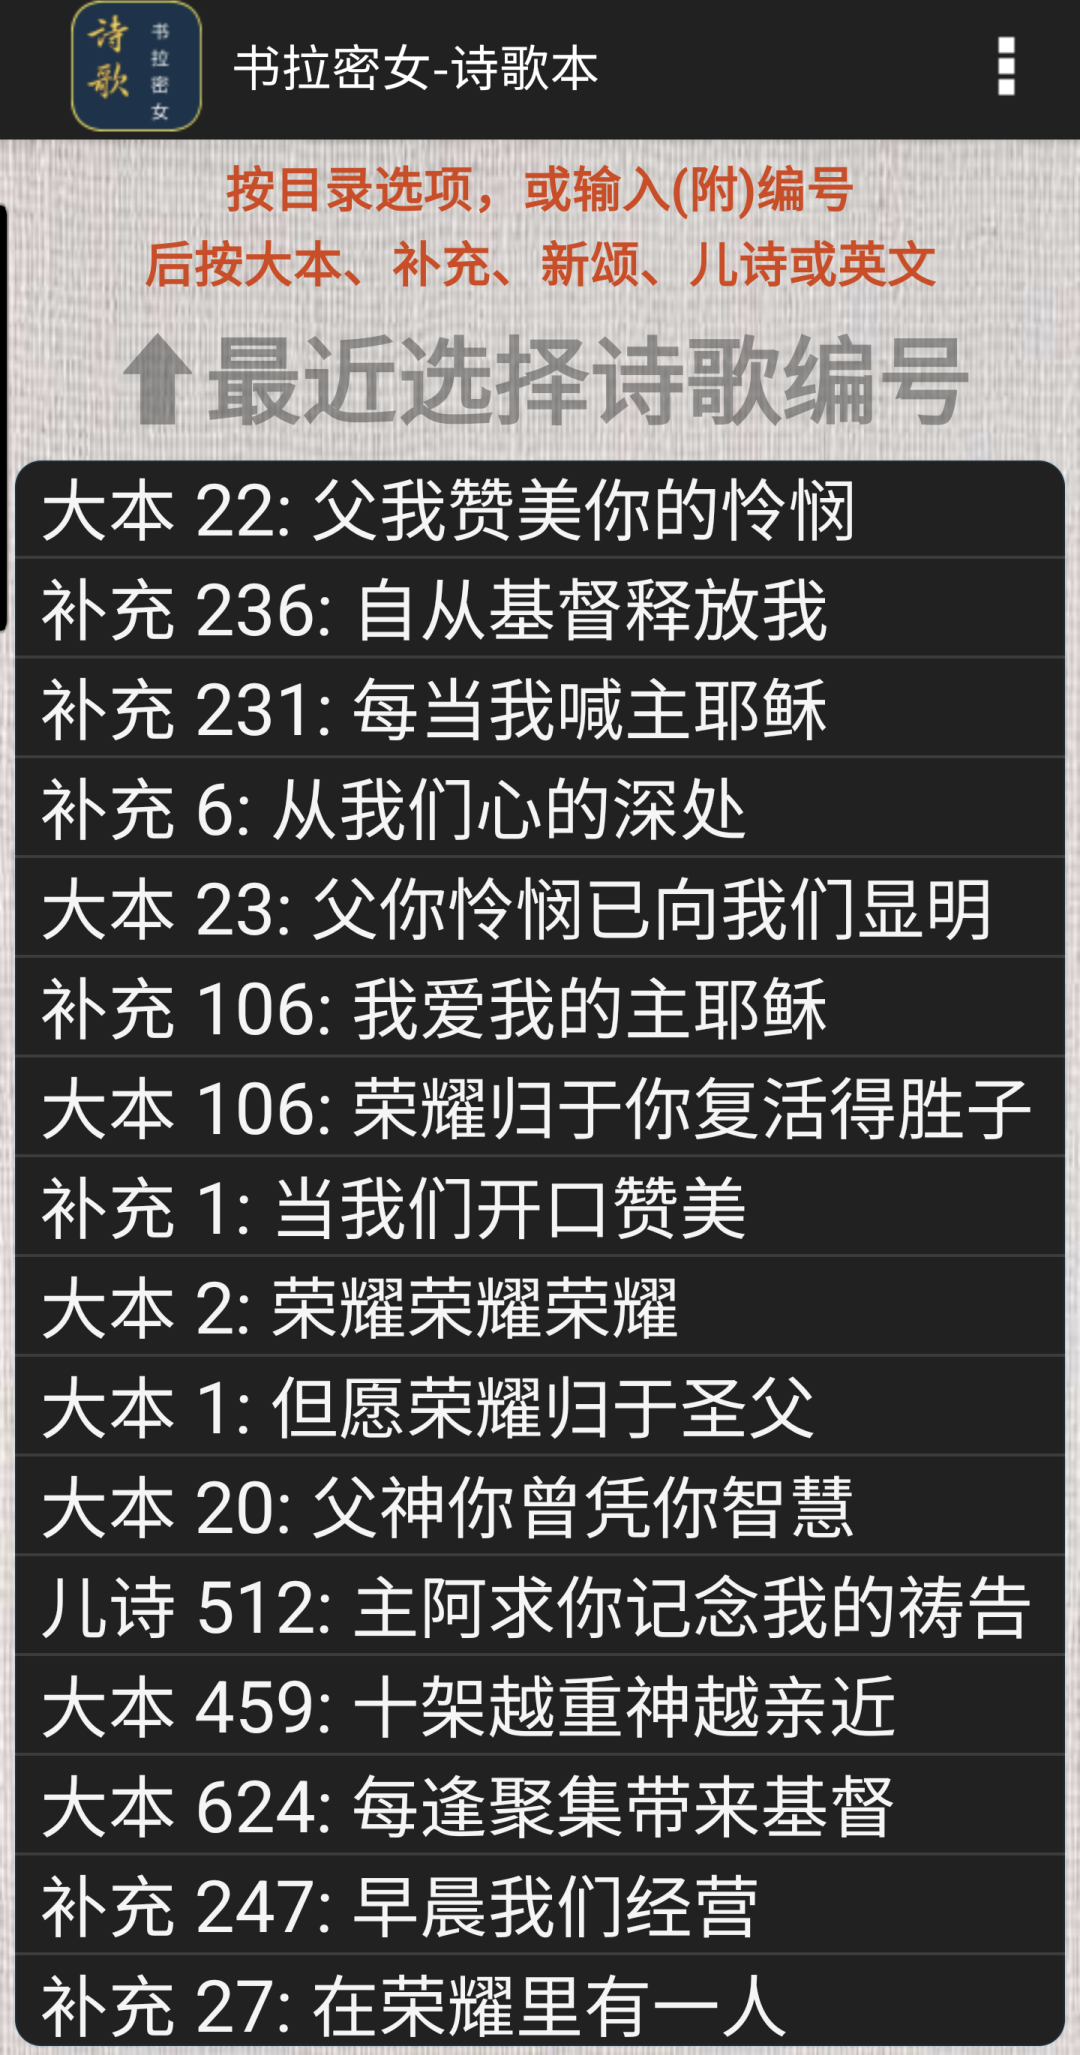 诗歌
书拉密女
书拉密女-诗歌本
按目录选项，或输入(附)编号
后按大本、补充、新颂、儿诗或英文
最近选择诗歌编号
大本 22: 父我赞美你的怜悯
补充 236: 自从基督释放我
补充 231: 每当我喊主耶稣
补充 6: 从我们心的深处
大本 23: 父你怜悯已向我们显明
补充 106: 我爱我的主耶稣
大本 106: 荣耀归于你复活得胜子
补充 1: 当我们开口赞美
大本 2: 荣耀荣耀荣耀
大本 1: 但愿荣耀归于圣父
大本 20: 父神你曾凭你智慧
儿诗 512: 主阿求你记念我的祷告
大本 459: 十架越重神越亲近
大本 624: 每逢聚集带来基督
补充 247: 早晨我们经营
补充 27: 在荣耀里有一人